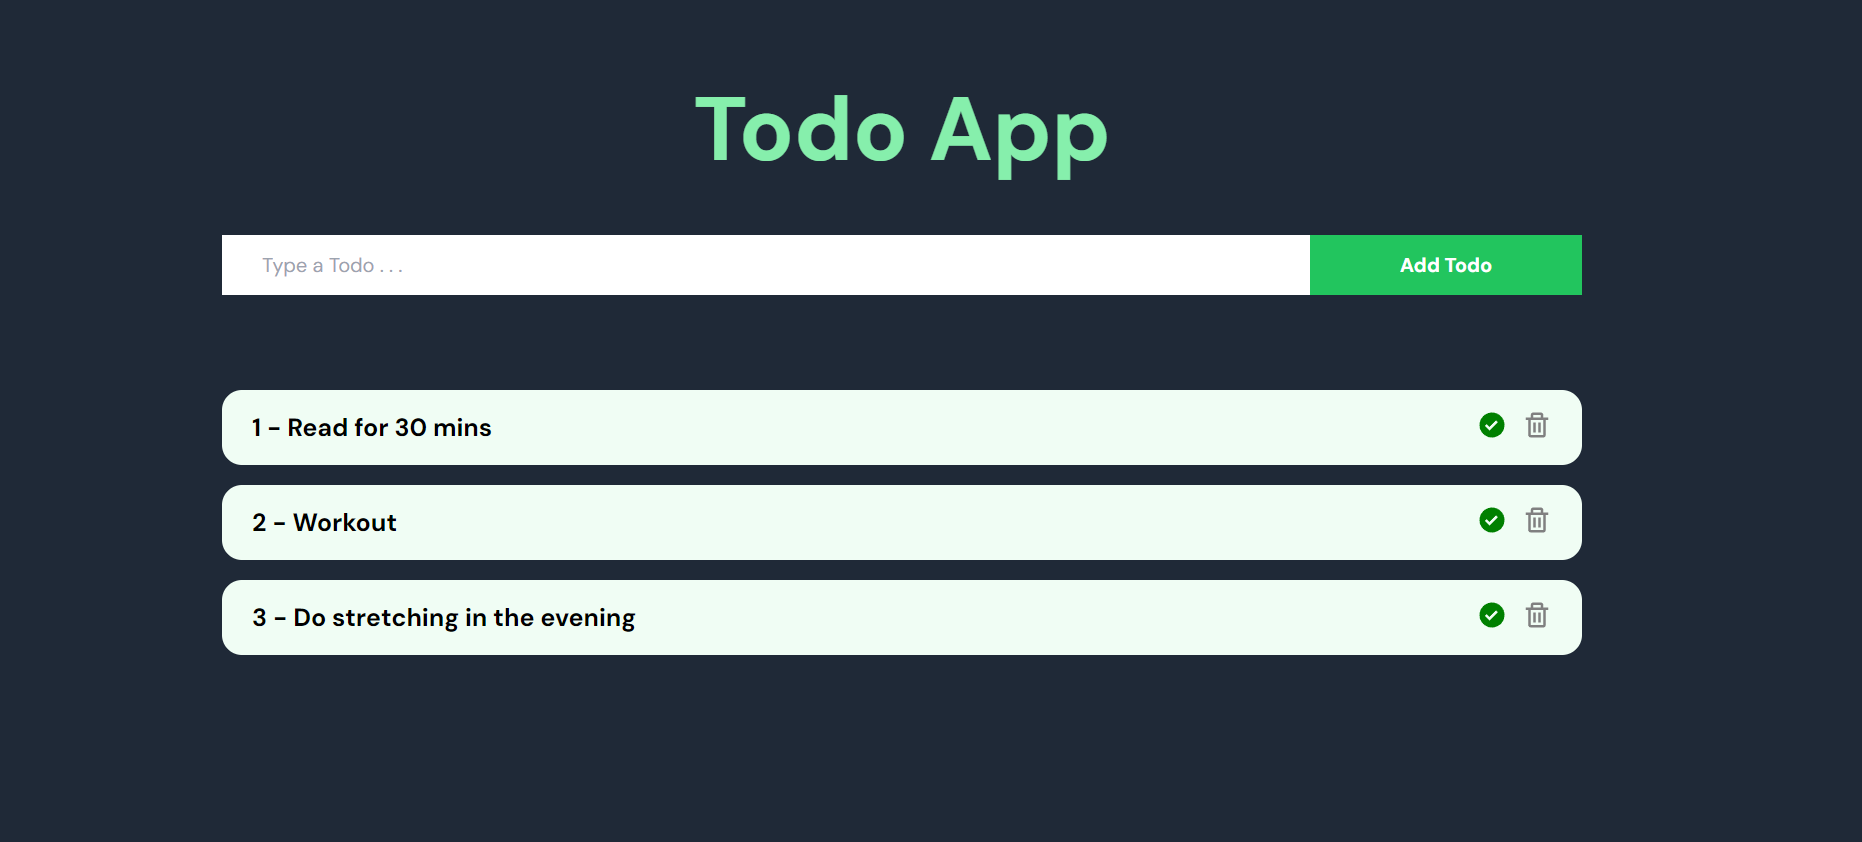 Todo App
Type a Todo . . .
Add Todo
1 - Read for 30 mins
2 - Workout
3 - Do stretching in the evening